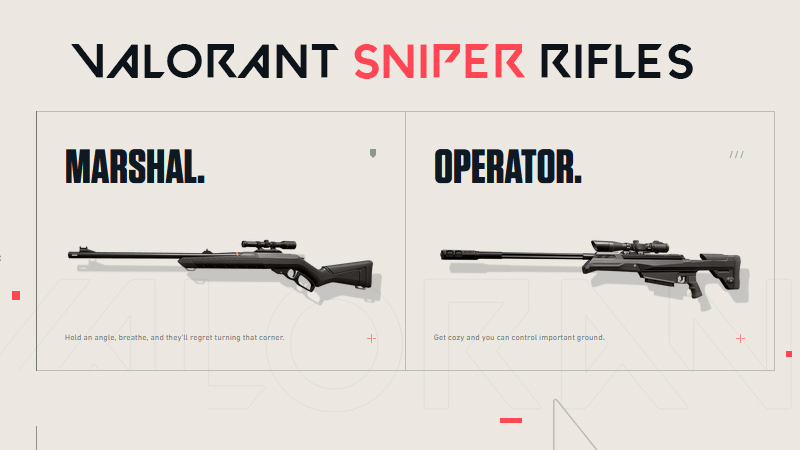 VALORANT SNIPER RIFLES
MARSHAL.
OPERATOR.
///
Hold an angle, breathe, and they'll regret turning that corner.
Get cozy and you can control important ground.
VALORANT